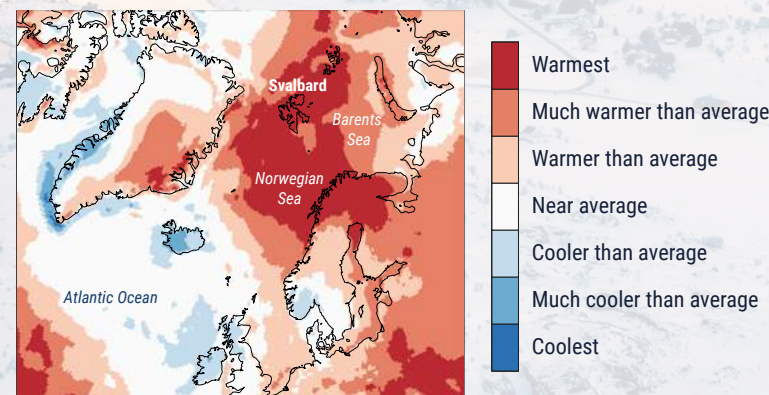 Svalbard
Barents
Sea
Norwegian
Sea
Atlantic Ocean
Warmest
Much warmer than average
Warmer than average
Near average
Cooler than average
Much cooler than average
Coolest